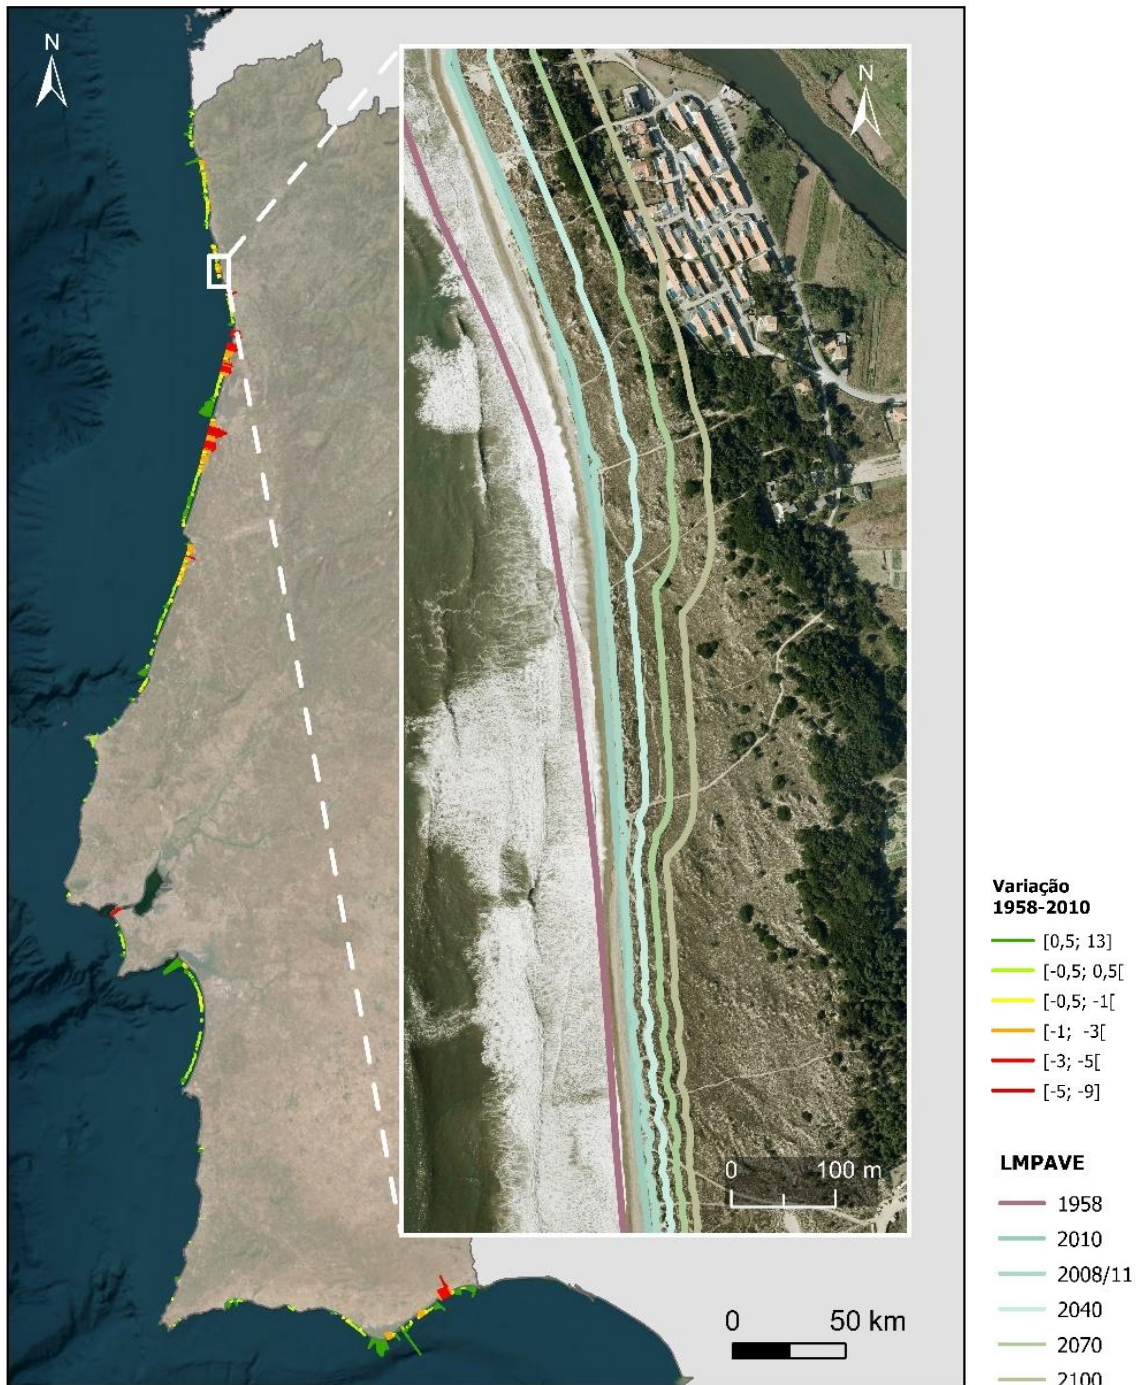 N
N
0 100 m
0 50 km
Variação
1958-2010
[0,5; 13]
[-0,5; 0,5[
[-0,5; -1[
[-1; -3[
[-3; -5[
[-5; -9]
LMPAVE
1958
2010
2008/11
2040
2070
2100